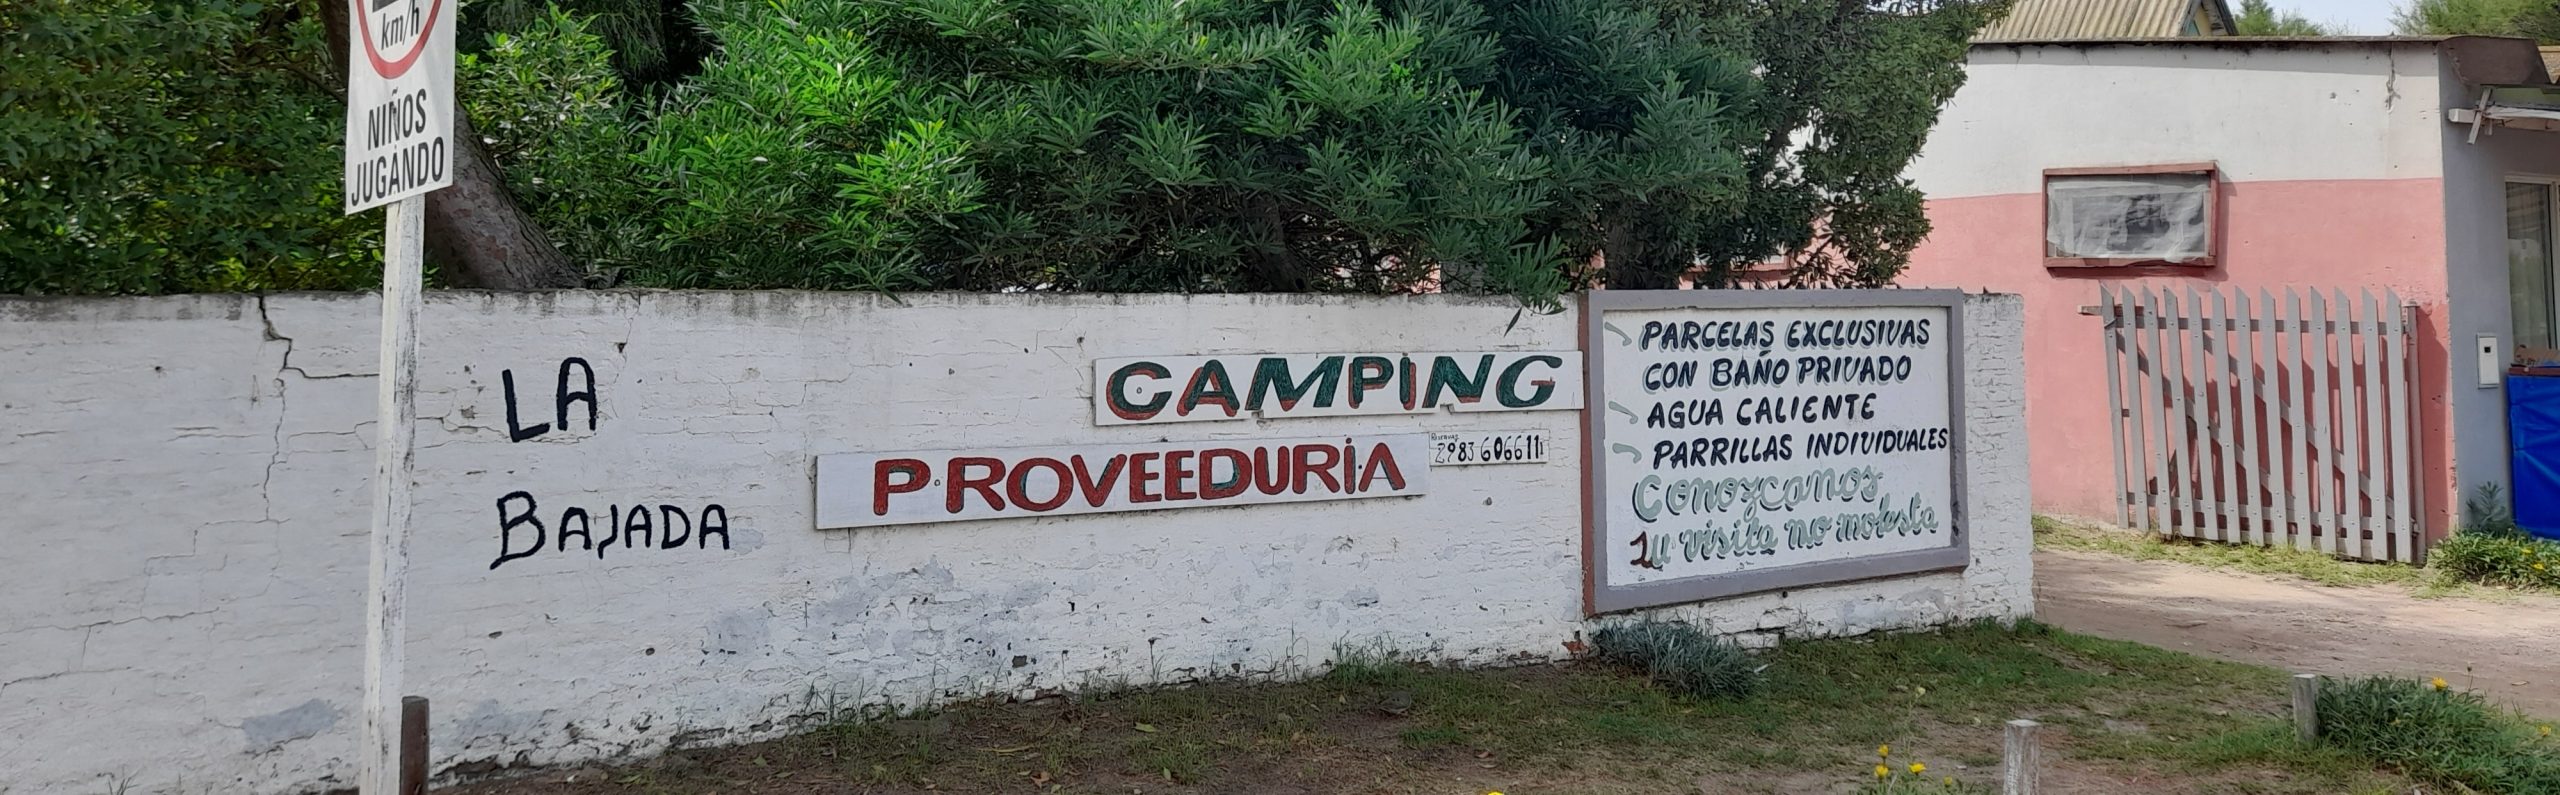 km/h
NIÑOS
JUGANDO
LA
BAJADA
CAMPING
PROVEEDURIA
Reservas
2983 606611
PARCELAS EXCLUSIVAS
CON BAÑO PRIVADO
AGUA CALIENTE
PARRILLAS INDIVIDUALES
Conozcanos
Tu visita no molesta